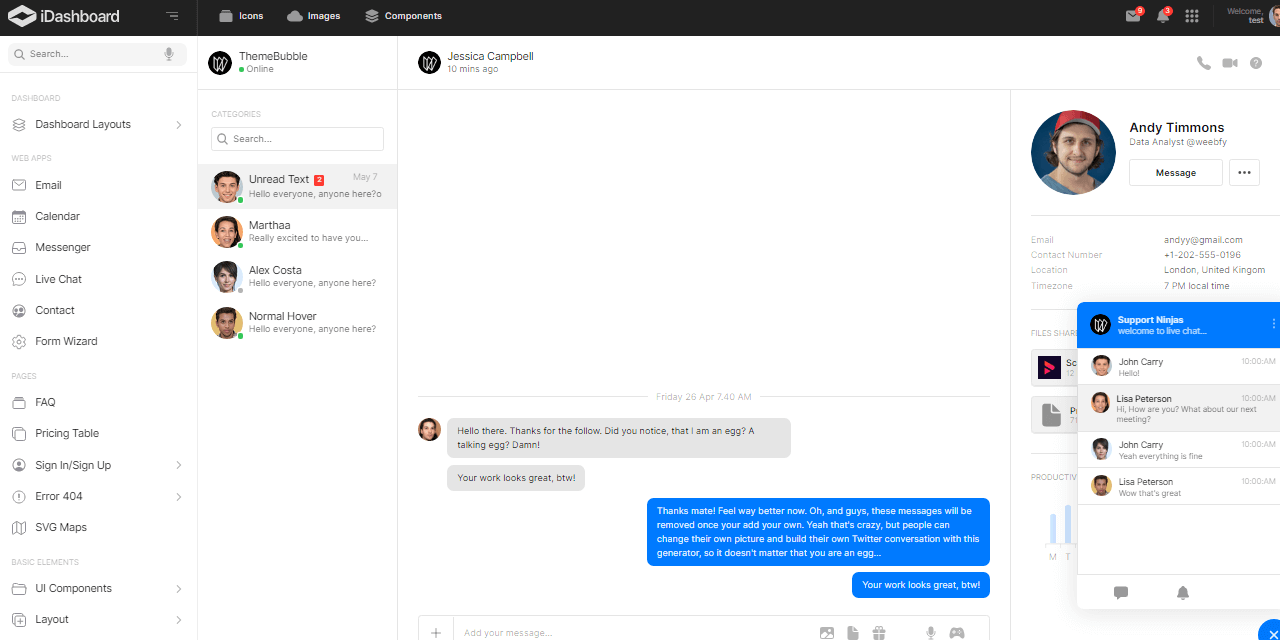 iDashboard
Icons
Images
Components
9
3
Welcome,
test
Search...
DASHBOARD
Dashboard Layouts
WEB APPS
Email
Calendar
Messenger
Live Chat
Contact
Form Wizard
PAGES
FAQ
Pricing Table
Sign In/Sign Up
Error 404
SVG Maps
BASIC ELEMENTS
UI Components
Layout
ThemeBubble
Online
CATEGORIES
Search...
Unread Text 2 May 7
Hello everyone, anyone here?o
Marthaa
Really excited to have you...
Alex Costa
Hello everyone, anyone here?
Normal Hover
Hello everyone, anyone here?
Jessica Campbell
10 mins ago
Friday 26 Apr 7.40 AM
Hello there. Thanks for the follow. Did you notice, that I am an egg? A
talking egg? Damn!
Your work looks great, btw!
Thanks mate! Feel way better now. Oh, and guys, these messages will be
removed once your add your own. Yeah that's crazy, but people can
change their own picture and build their own Twitter conversation with this
generator, so it doesn't matter that you are an egg...
Your work looks great, btw!
Add your message...
Andy Timmons
Data Analyst @weebfy
Message
Email andyy@gmail.com
Contact Number +1-202-555-0196
Location London, United Kingom
Timezone 7 PM local time
FILES SHAR
Sc
12
P
71
PRODUCTIV
M T
Support Ninjas
welcome to live chat...
John Carry 10:00:AM
Hello!
Lisa Peterson 10:00:AM
Hi, How are you? What about our next
meeting?
John Carry 10:00:AM
Yeah everything is fine
Lisa Peterson 10:00:AM
Wow that's great